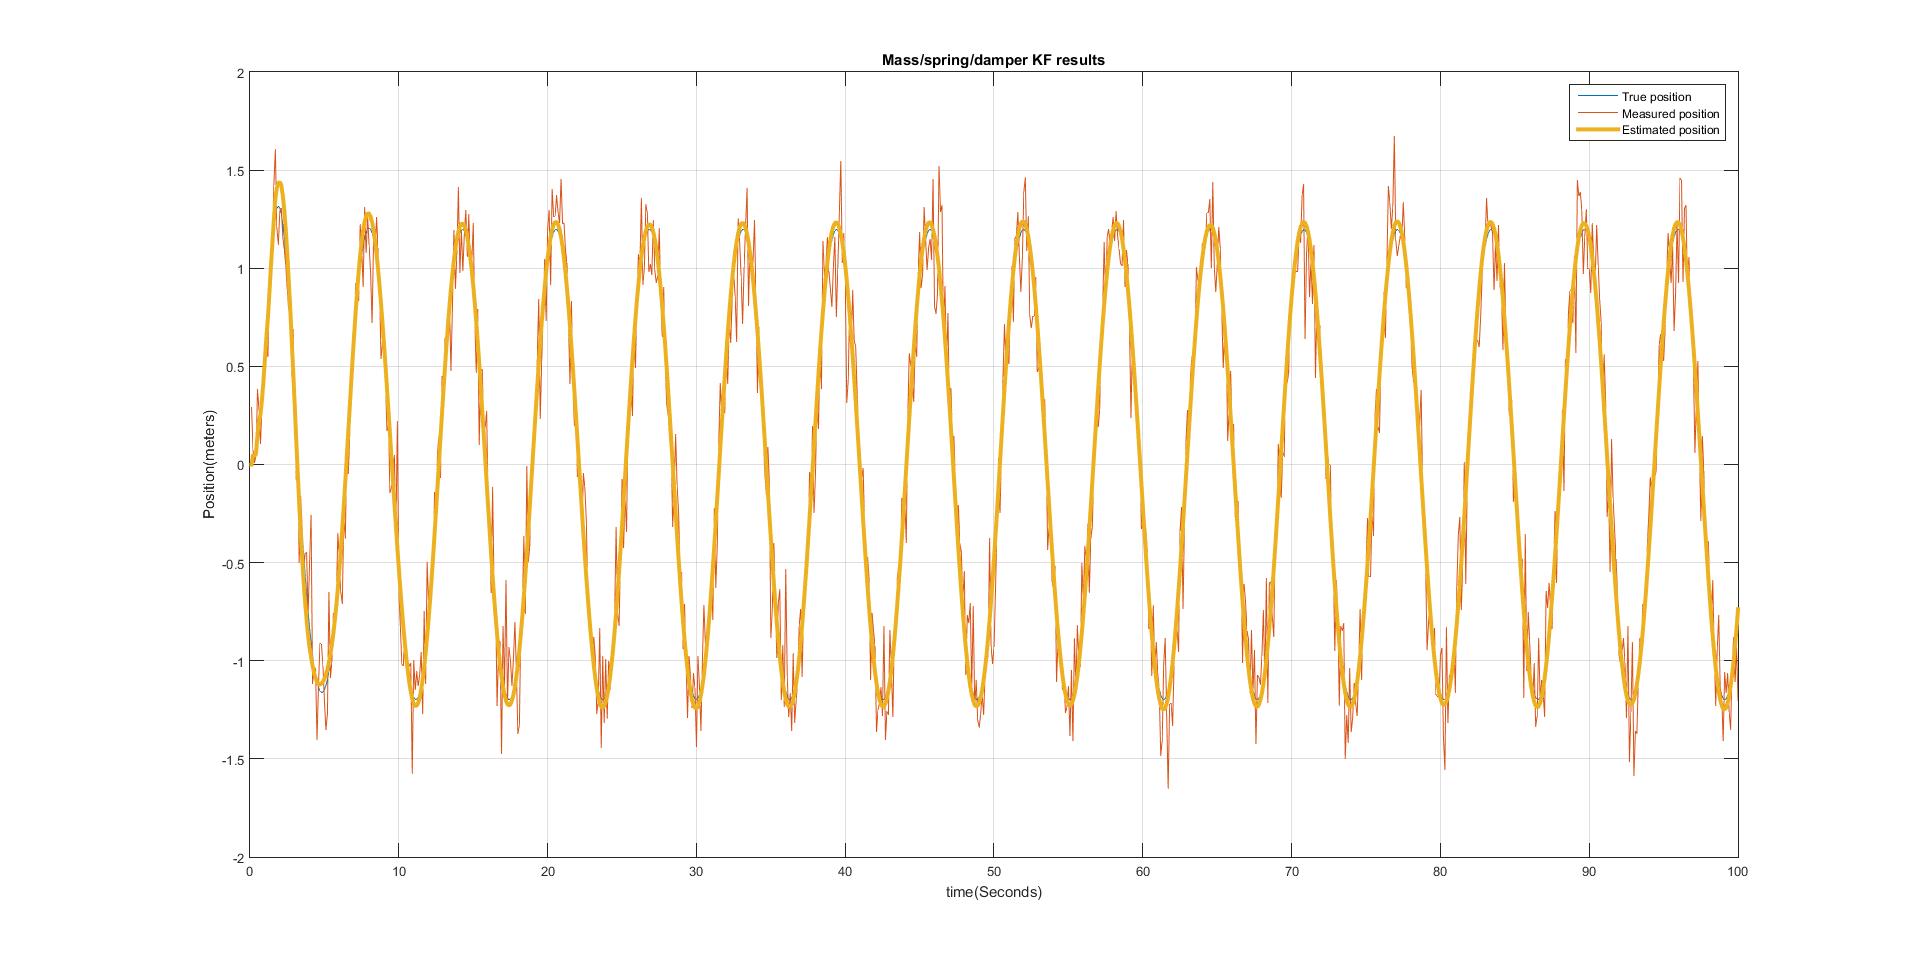 Mass/spring/damper KF results
True position
Measured position
Estimated position
2
1.5
1
0.5
0
-0.5
-1
-1.5
-2
Position(meters)
0 10 20 30 40 50 60 70 80 90 100
time(Seconds)